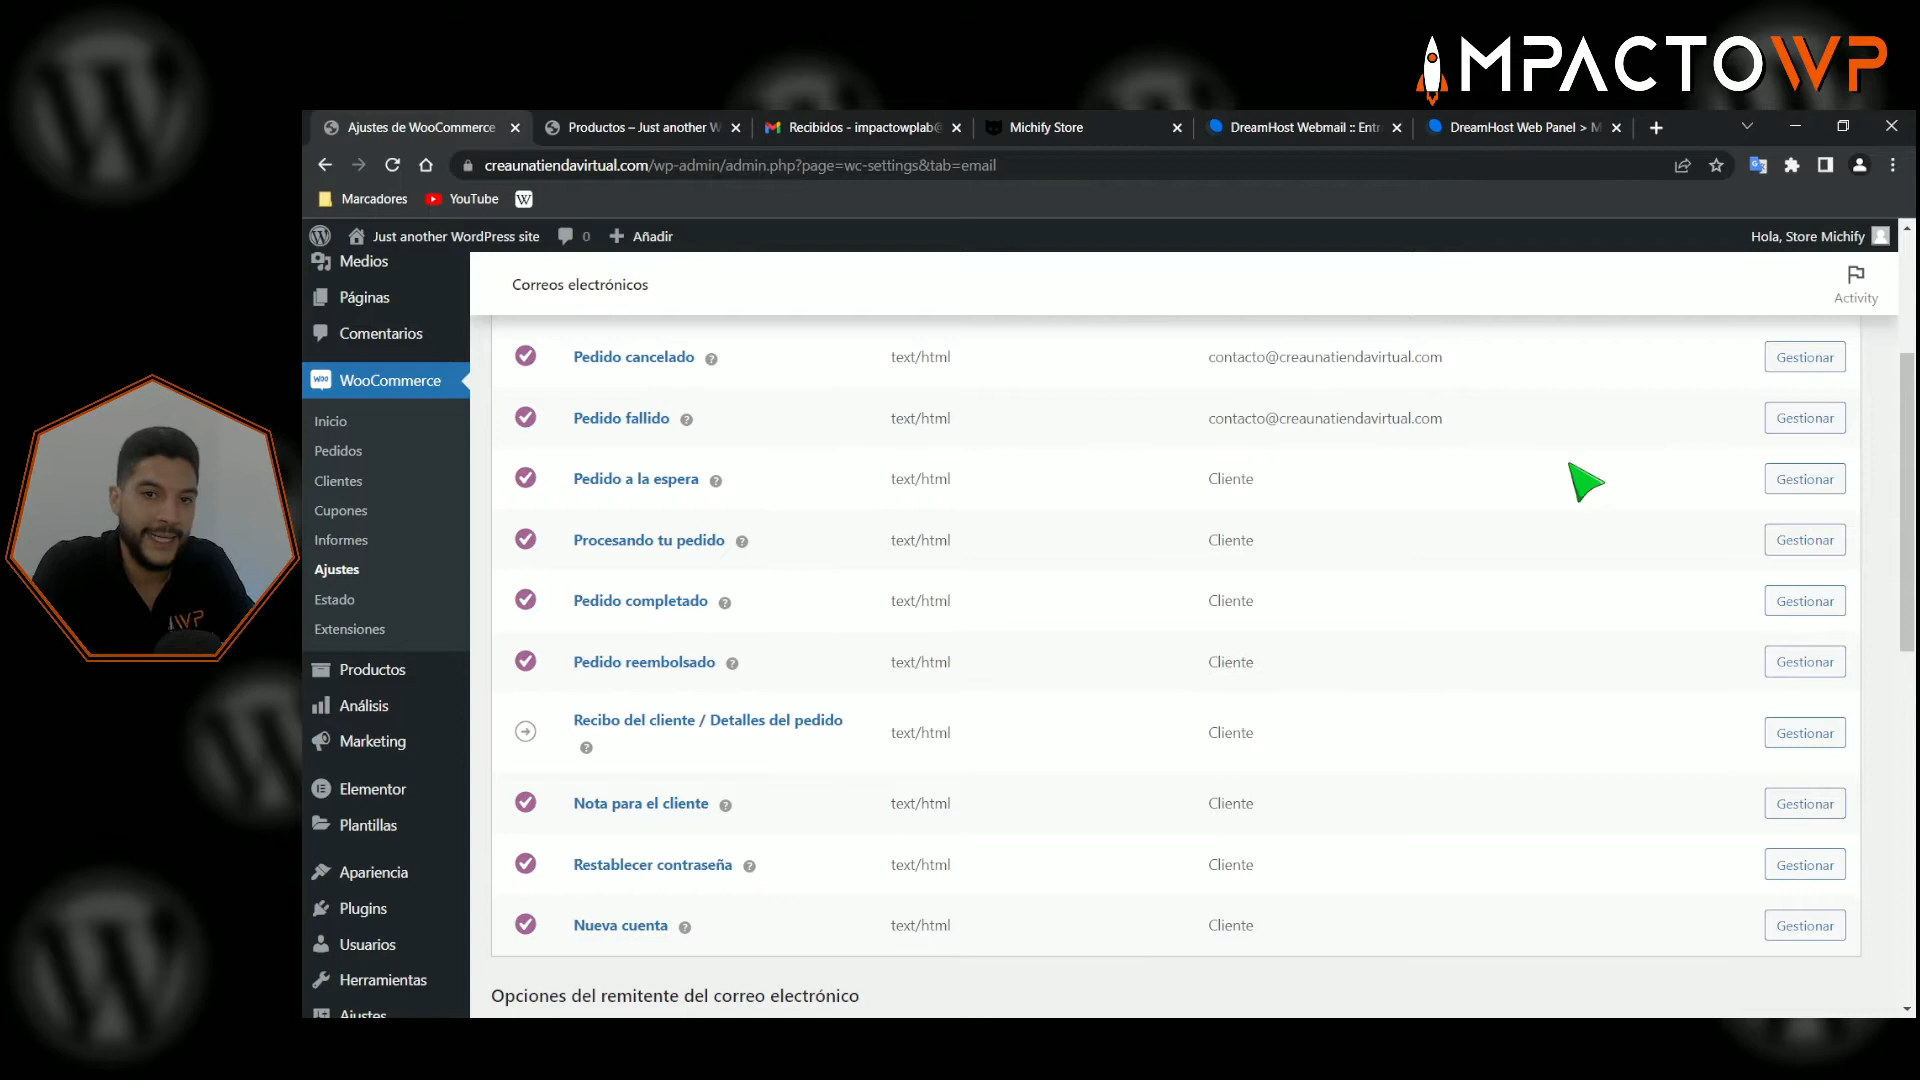 IMPACTOWP
Ajustes de WooCommerce
Productos – Just another W
Recibidos - impactowplab@
Michify Store
DreamHost Webmail :: Entr
DreamHost Web Panel > M
creaunatiendavirtual.com/wp-admin/admin.php?page=wc-settings&tab=email
Marcadores
YouTube
Just another WordPress site
0
Añadir
Hola, Store Michify
Medios
Páginas
Comentarios
WooCommerce
Inicio
Pedidos
Clientes
Cupones
Informes
Ajustes
Estado
Extensiones
Productos
Análisis
Marketing
Elementor
Plantillas
Apariencia
Plugins
Usuarios
Herramientas
Ajustes
Correos electrónicos
Activity
Pedido cancelado text/html contacto@creaunatiendavirtual.com Gestionar
Pedido fallido text/html contacto@creaunatiendavirtual.com Gestionar
Pedido a la espera text/html Cliente Gestionar
Procesando tu pedido text/html Cliente Gestionar
Pedido completado text/html Cliente Gestionar
Pedido reembolsado text/html Cliente Gestionar
Recibo del cliente / Detalles del pedido text/html Cliente Gestionar
Nota para el cliente text/html Cliente Gestionar
Restablecer contraseña text/html Cliente Gestionar
Nueva cuenta text/html Cliente Gestionar
Opciones del remitente del correo electrónico